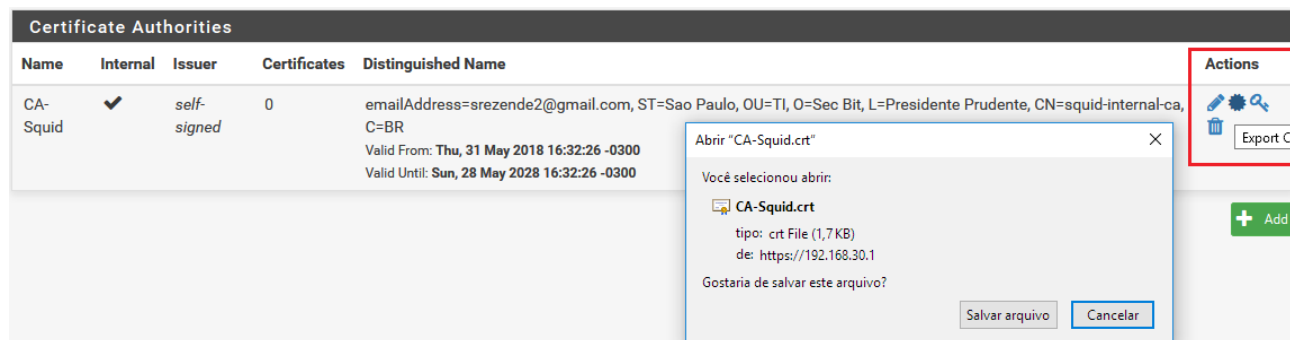 Certificate Authorities
Name Internal Issuer Certificates Distinguished Name Actions
CA-Squid self-signed 0 emailAddress=srezende2@gmail.com, ST=Sao Paulo, OU=TI, O=Sec Bit, L=Presidente Prudente, CN=squid-internal-ca,
C=BR
Valid From: Thu, 31 May 2018 16:32:26 -0300
Valid Until: Sun, 28 May 2028 16:32:26 -0300
Export C
Abrir "CA-Squid.crt"
Você selecionou abrir:
CA-Squid.crt
tipo: crt File (1,7 KB)
de: https://192.168.30.1
Gostaria de salvar este arquivo?
Salvar arquivo Cancelar
Add